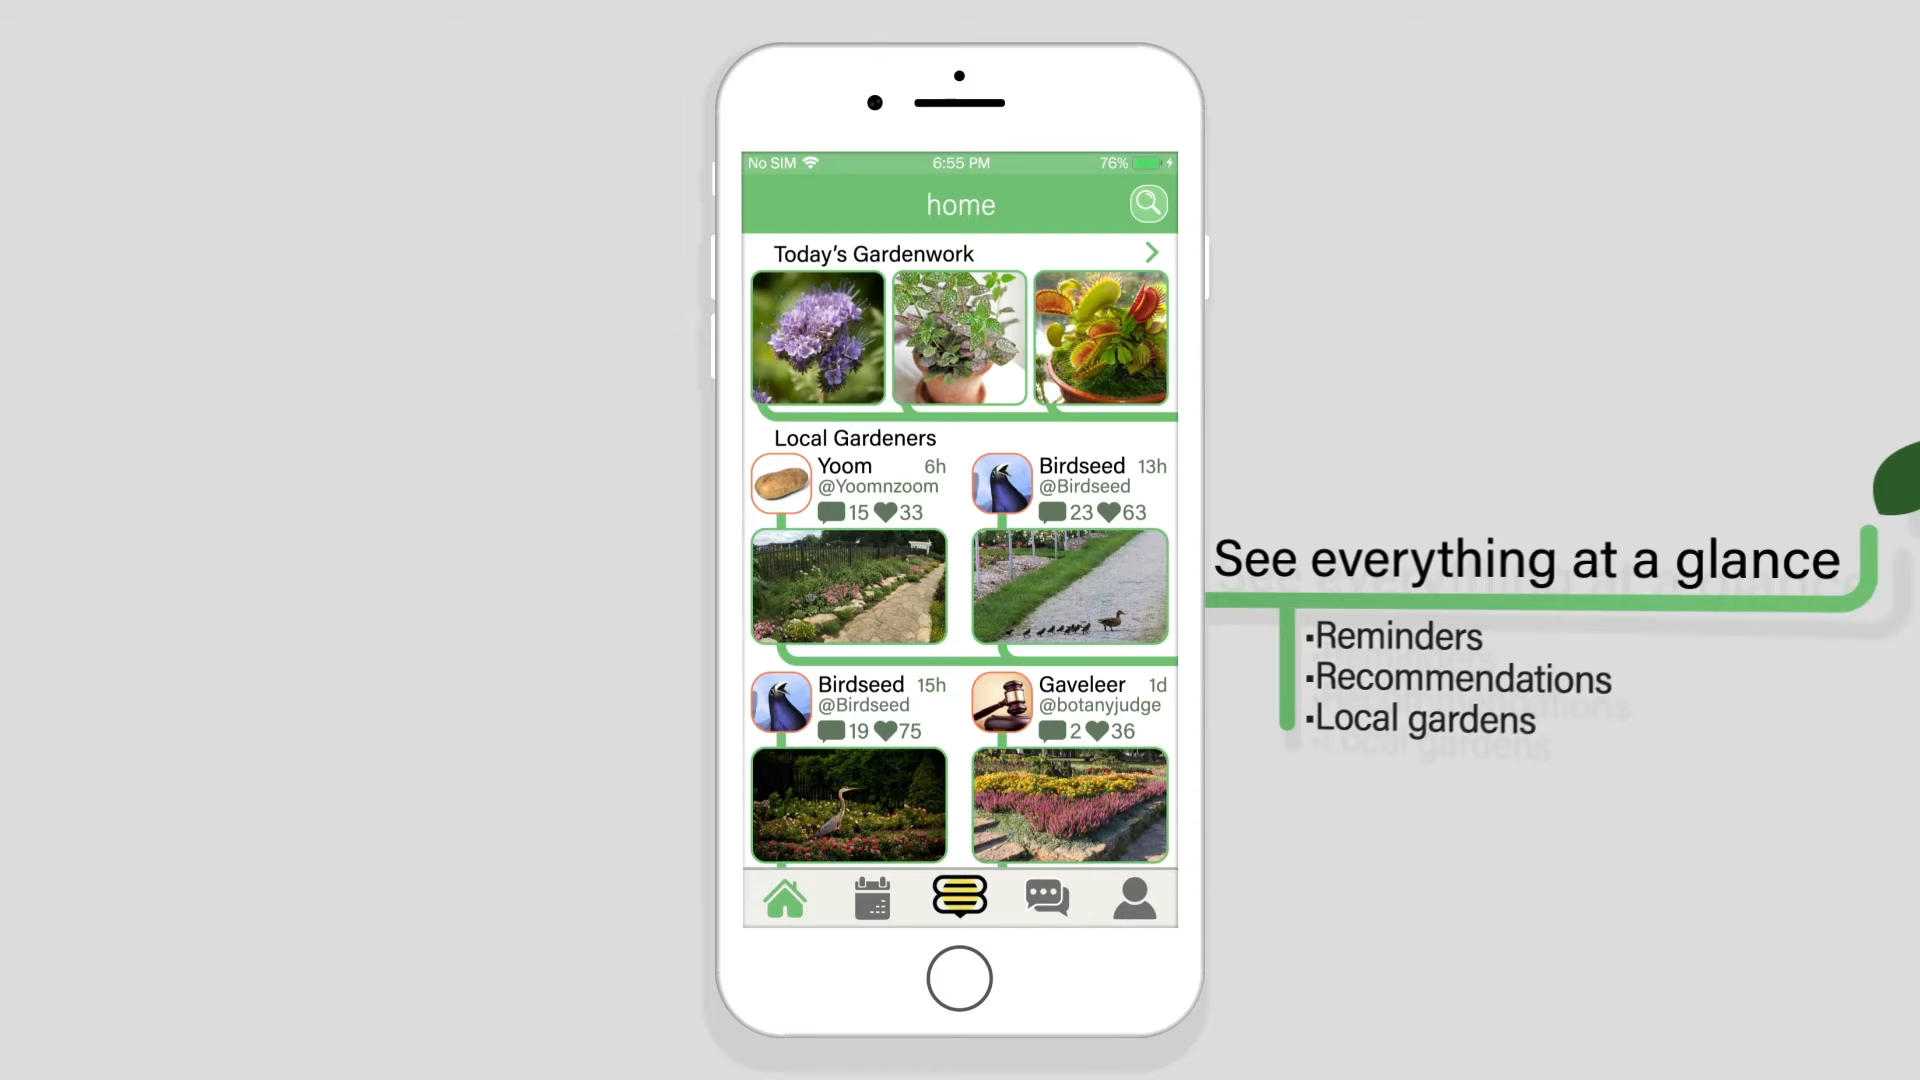 No SIM 6:55 PM 76%
home
Today's Gardenwork
Local Gardeners
Yoom 6h
@Yoomnzoom
15 33
Birdseed 13h
@Birdseed
23 63
Birdseed 15h
@Birdseed
19 75
Gaveleer 1d
@botanyjudge
2 36
See everything at a glance
▪Reminders
▪Recommendations
▪Local gardens